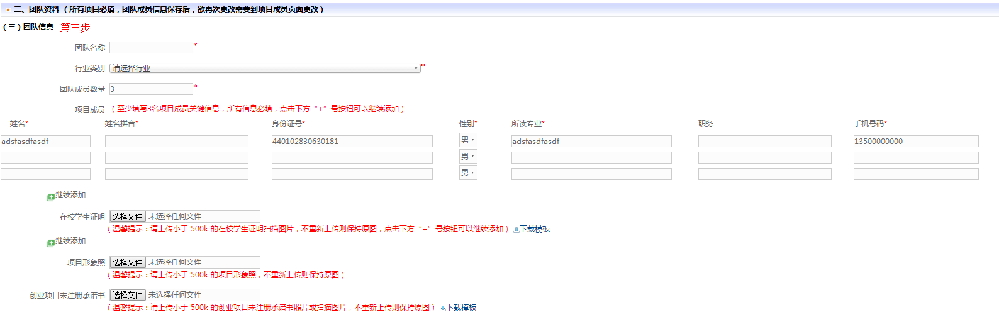 二、团队资料 （所有项目必填，团队成员信息保存后，欲再次更改需要到项目成员页面更改）
（三）团队信息 第三步
团队名称 *
行业类别 请选择行业 *
团队成员数量 3 *
项目成员 （至少填写3名项目成员关键信息，所有信息必填，点击下方“+”号按钮可以继续添加）
姓名* 姓名拼音* 身份证号* 性别* 所读专业* 职务 手机号码*
adsfasdfasdf 440102830630181 男 adsfasdfasdf 13500000000
男
男
继续添加
在校学生证明 选择文件 未选择任何文件
（温馨提示：请上传小于 500k 的在校学生证明扫描图片，不重新上传则保持原图，点击下方“+”号按钮可以继续添加） 下载模板
继续添加
项目形象照 选择文件 未选择任何文件
（温馨提示：请上传小于 500k 的项目形象照，不重新上传则保持原图）
创业项目未注册承诺书 选择文件 未选择任何文件
（温馨提示：请上传小于 500k 的创业项目未注册承诺书照片或扫描图片，不重新上传则保持原图） 下载模板